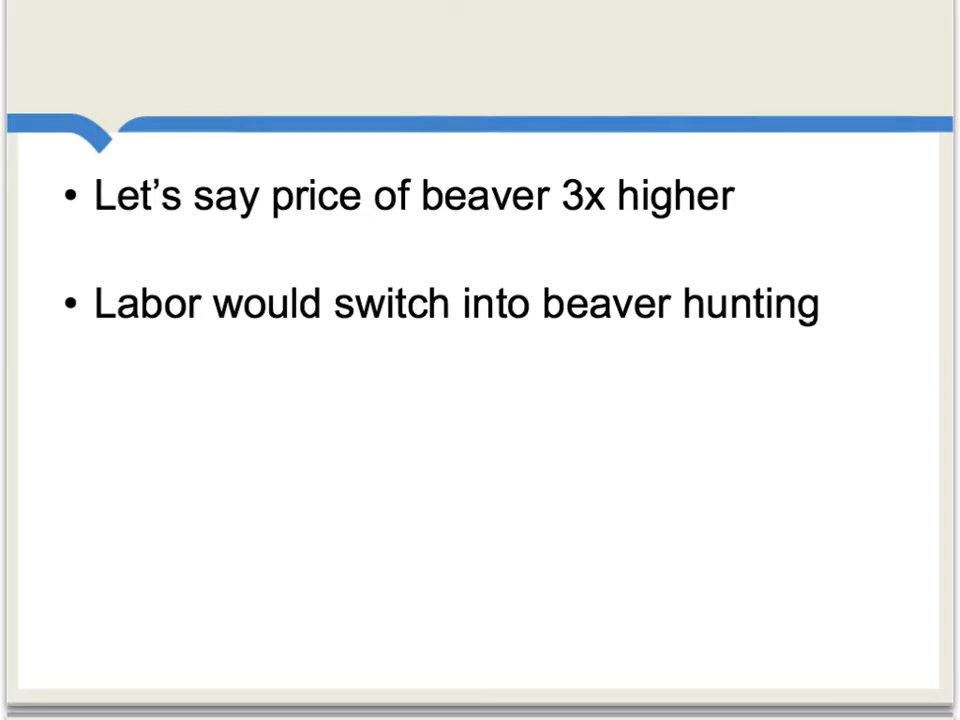 • Let’s say price of beaver 3x higher
• Labor would switch into beaver hunting